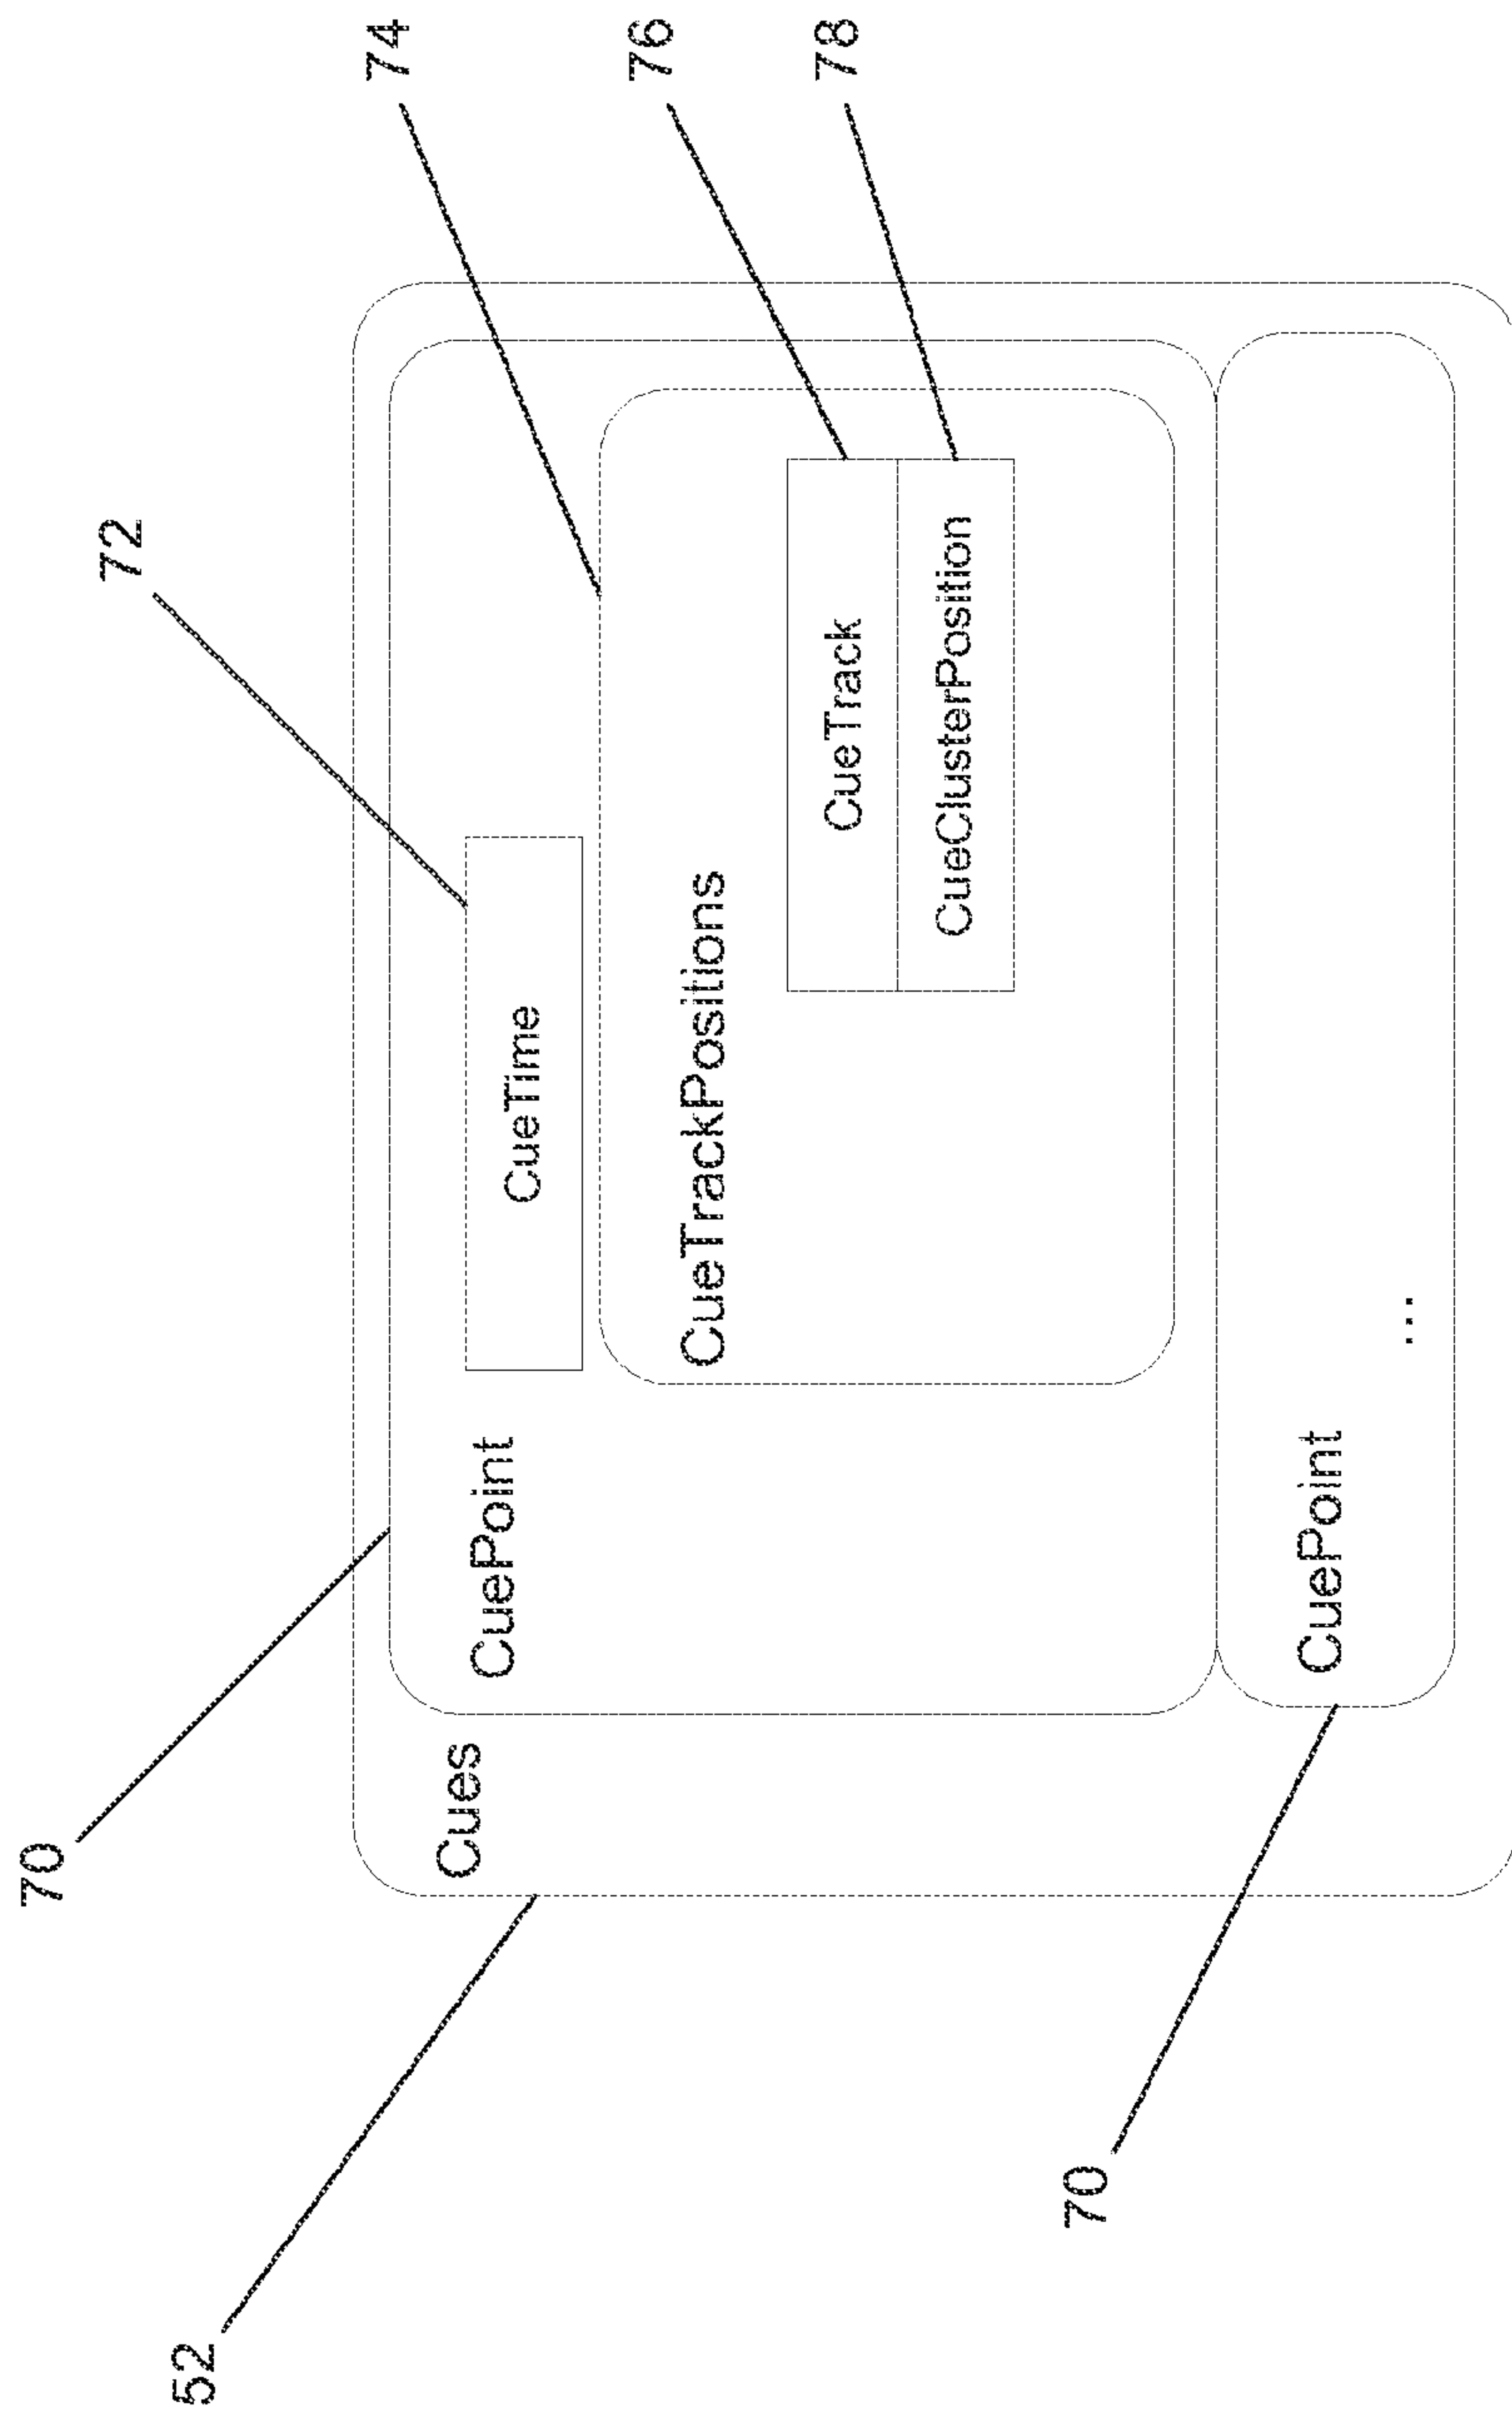 70
72
52
74
Cues
CuePoint
CueTime
76
CueTrackPositions
78
CueTrack
CueClusterPosition
70
CuePoint
...